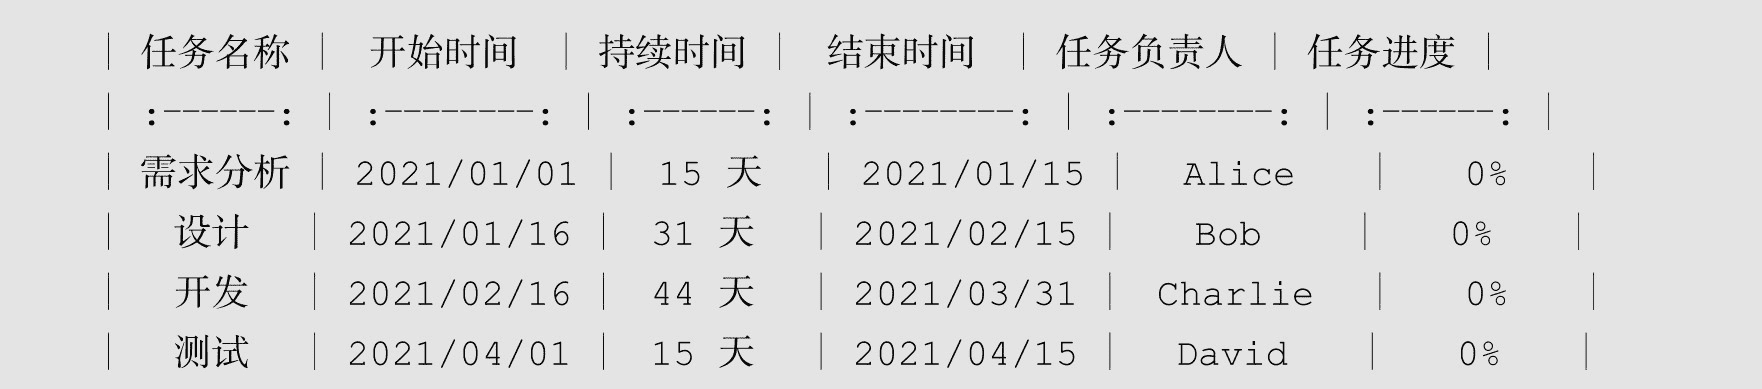 | 任务名称 | 开始时间 | 持续时间 | 结束时间 | 任务负责人 | 任务进度 |
| :------: | :--------: | :------: | :--------: | :--------: | :------: |
| 需求分析 | 2021/01/01 | 15 天 | 2021/01/15 | Alice | 0% |
| 设计 | 2021/01/16 | 31 天 | 2021/02/15 | Bob | 0% |
| 开发 | 2021/02/16 | 44 天 | 2021/03/31 | Charlie | 0% |
| 测试 | 2021/04/01 | 15 天 | 2021/04/15 | David | 0% |